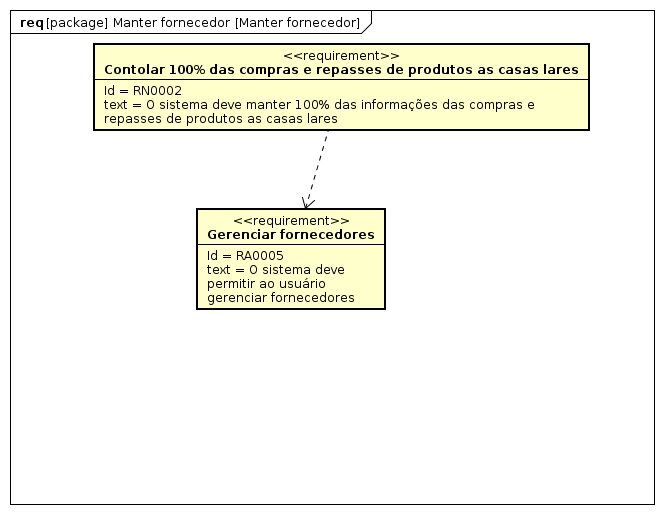 req [package] Manter fornecedor [Manter fornecedor]
<<requirement>>
Contolar 100% das compras e repasses de produtos as casas lares
Id = RN0002
text = O sistema deve manter 100% das informações das compras e
repasses de produtos as casas lares
<<requirement>>
Gerenciar fornecedores
Id = RA0005
text = O sistema deve
permitir ao usuário
gerenciar fornecedores